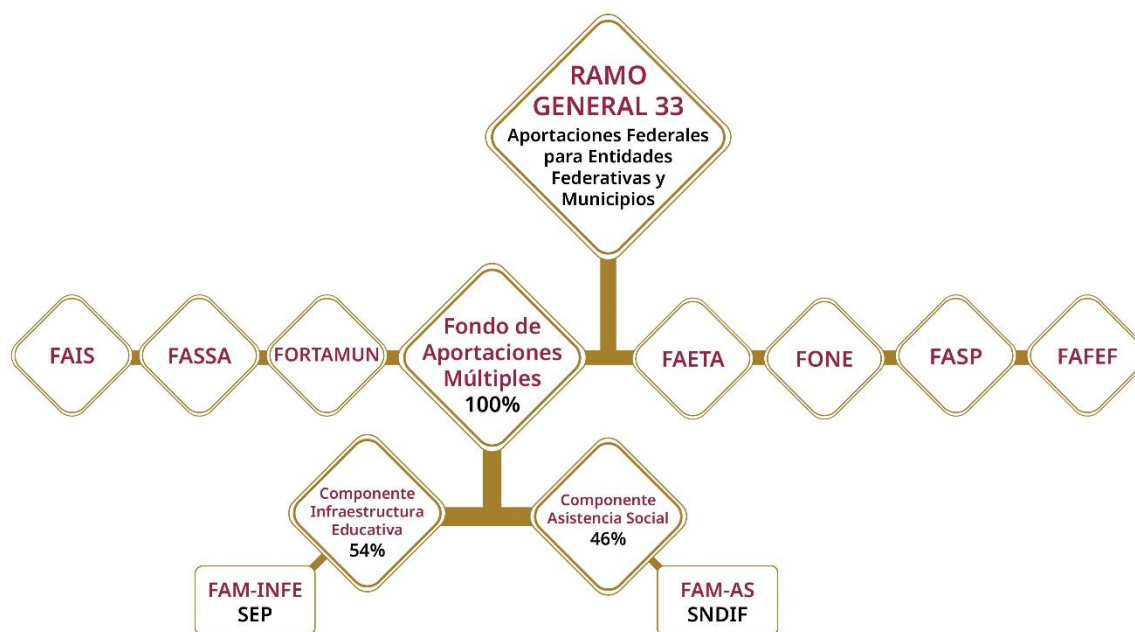 RAMO
GENERAL 33
Aportaciones Federales
para Entidades
Federativas y
Municipios
FAIS
FASSA
FORTAMUN
Fondo de
Aportaciones
Múltiples
100%
FAETA
FONE
FASP
FAFEF
Componente
Infraestructura
Educativa
54%
Componente
Asistencia Social
46%
FAM-INFE
SEP
FAM-AS
SNDIF